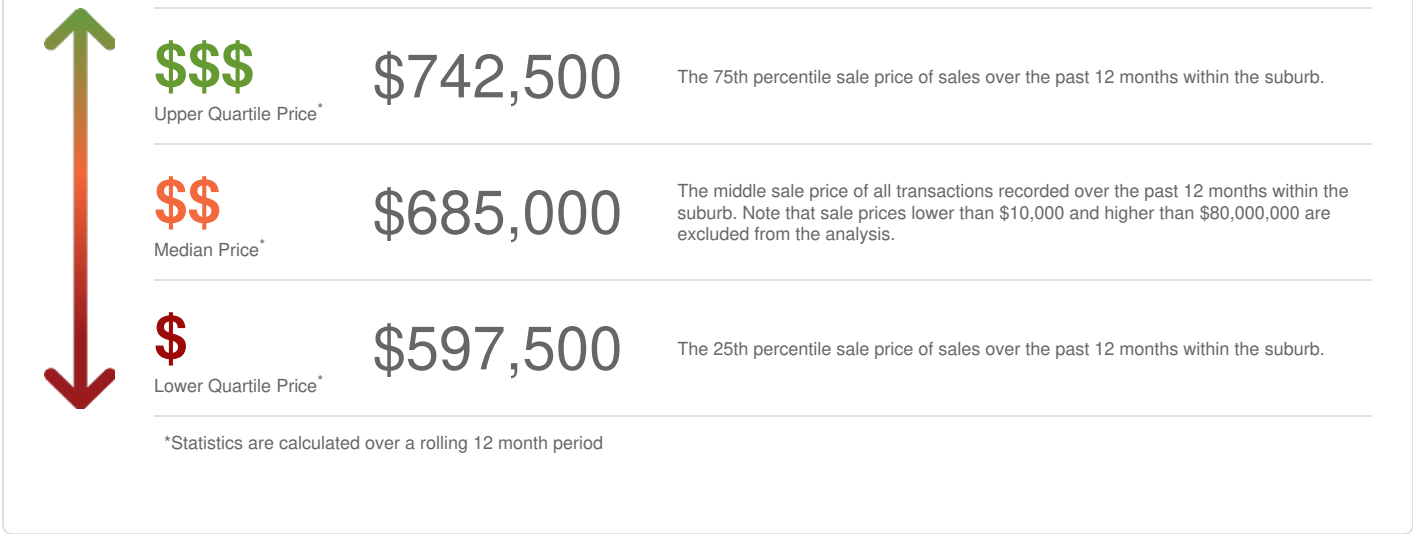 $$$
Upper Quartile Price*
$742,500
The 75th percentile sale price of sales over the past 12 months within the suburb.
$$
Median Price*
$685,000
The middle sale price of all transactions recorded over the past 12 months within the
suburb. Note that sale prices lower than $10,000 and higher than $80,000,000 are
excluded from the analysis.
$
Lower Quartile Price*
$597,500
The 25th percentile sale price of sales over the past 12 months within the suburb.
*Statistics are calculated over a rolling 12 month period